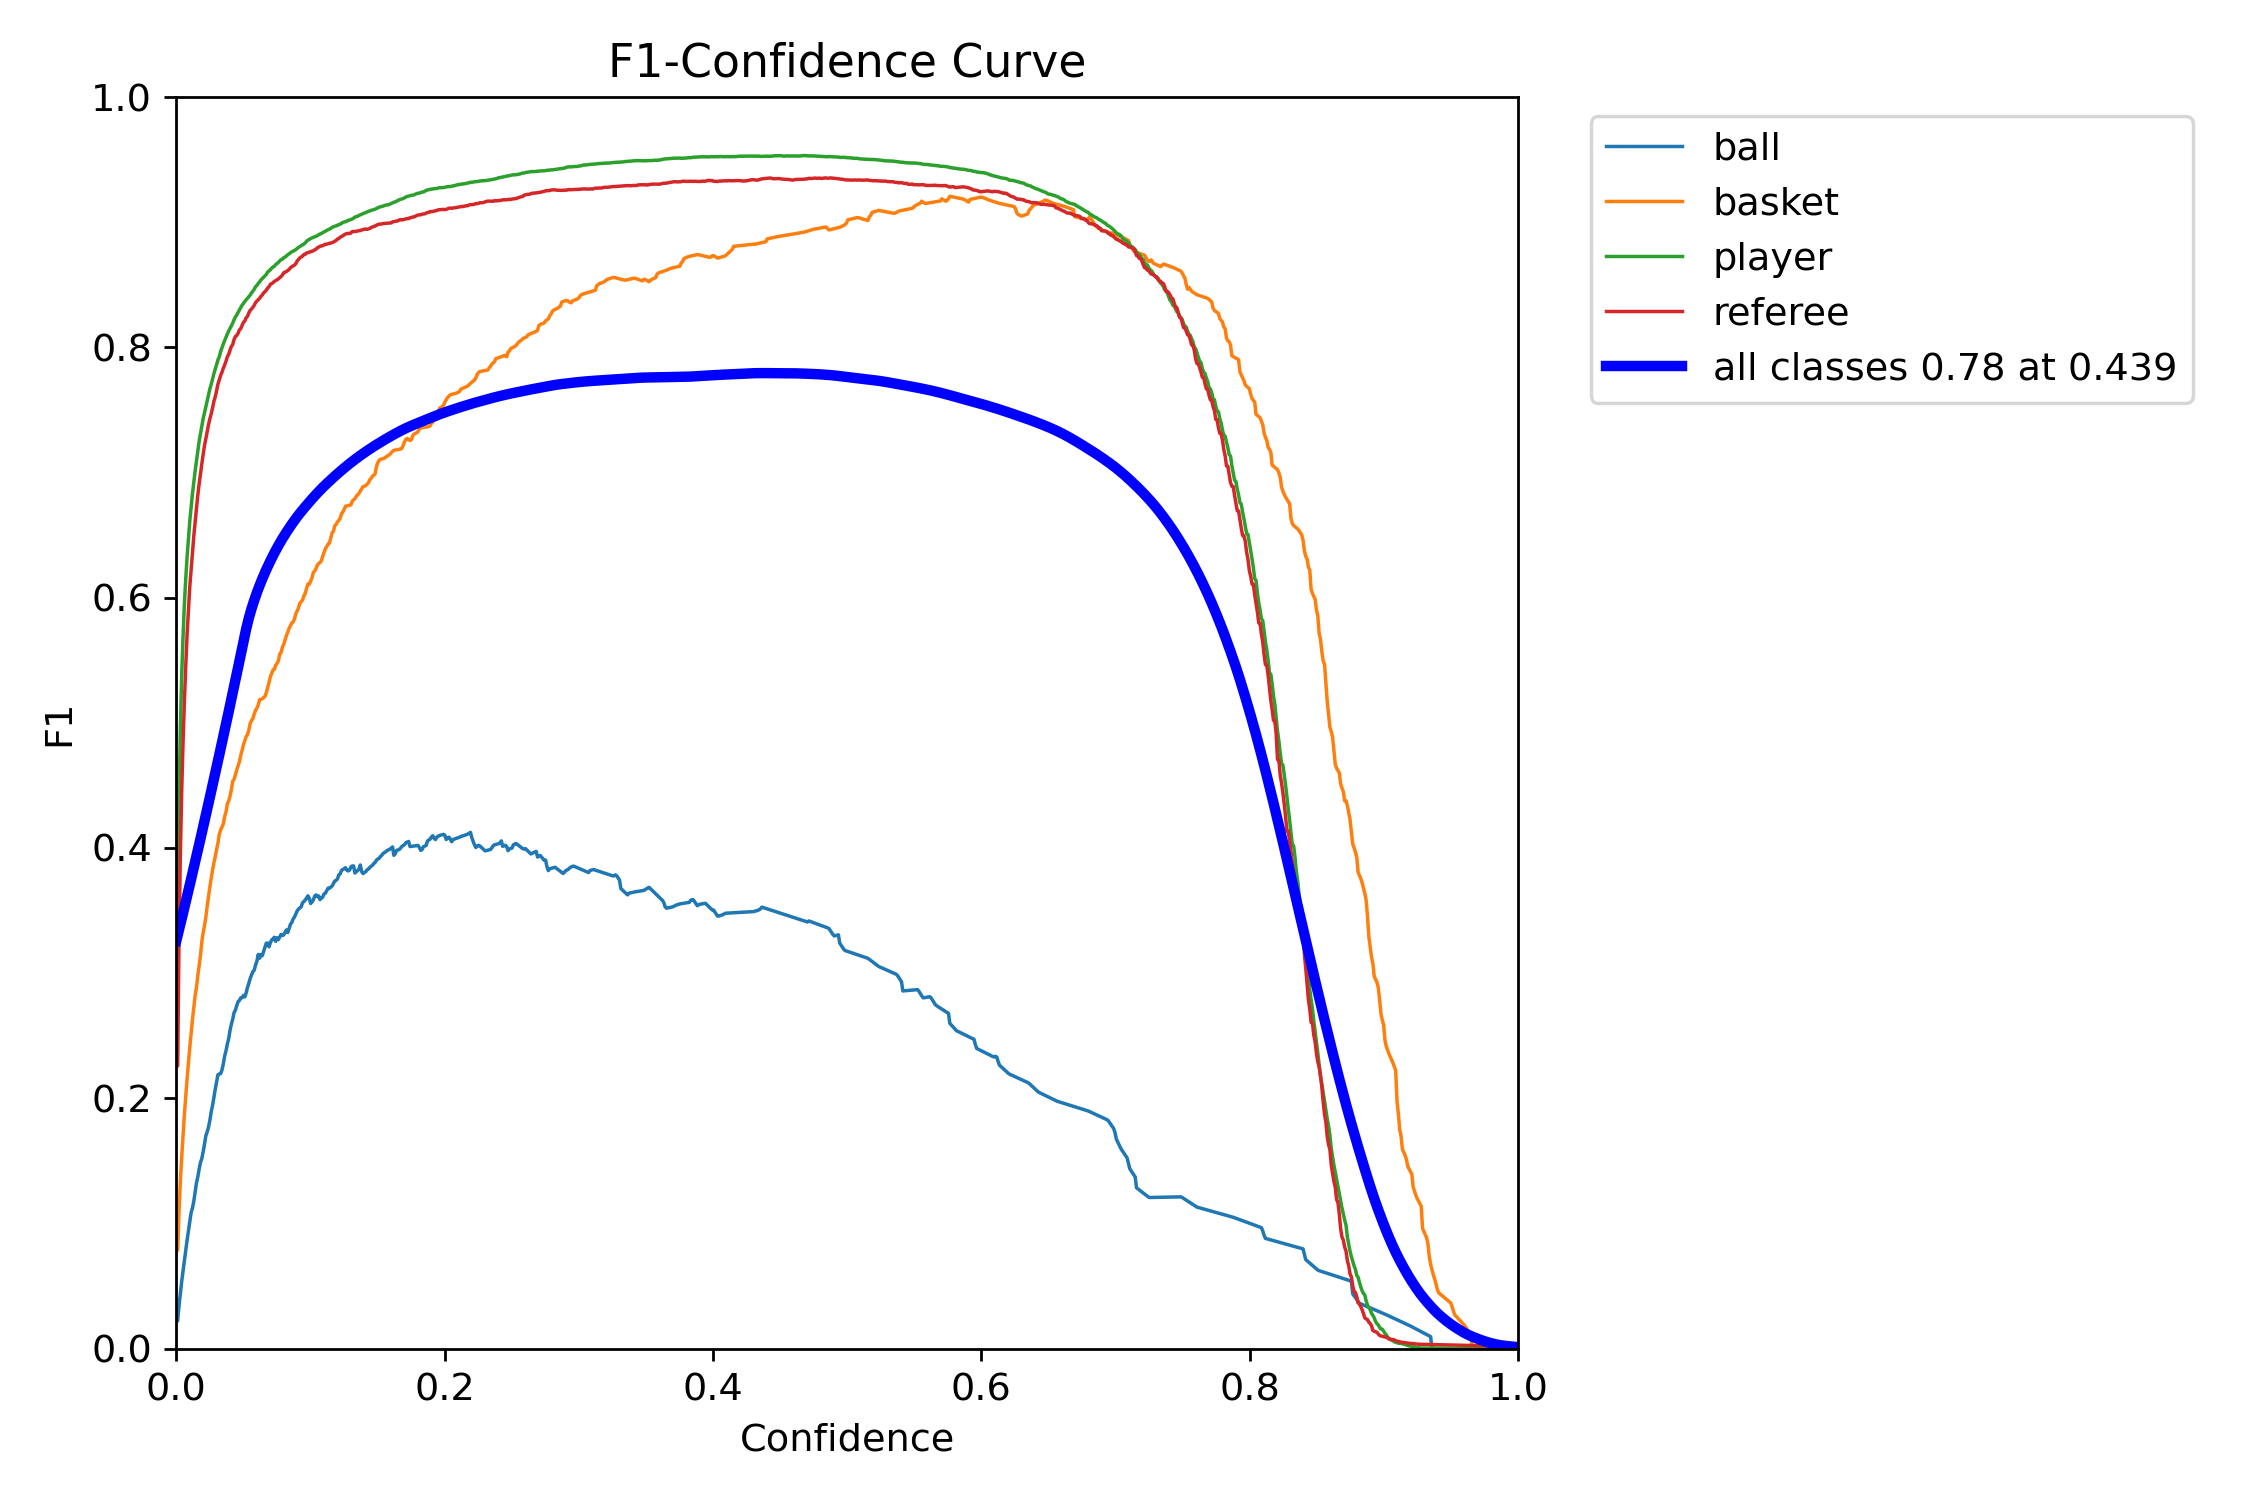 F1-Confidence Curve
1.0
0.8
0.6
0.4
0.2
0.0
F1
0.0 0.2 0.4 0.6 0.8 1.0
Confidence
ball
basket
player
referee
all classes 0.78 at 0.439